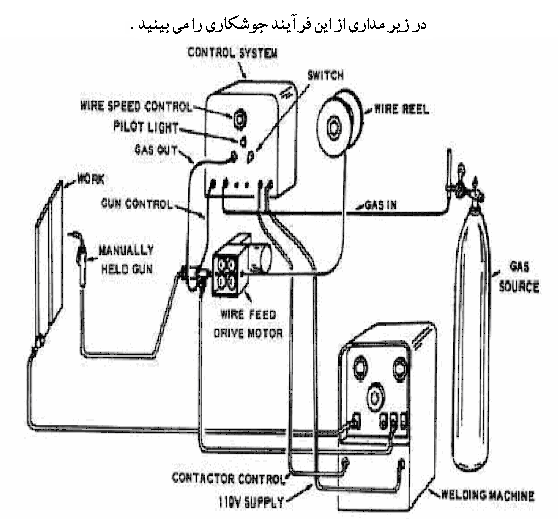 در زیر مداری از این فرآیند جوشکاری را می بینید .
CONTROL SYSTEM
SWITCH
WIRE SPEED CONTROL
WIRE REEL
PILOT LIGHT
GAS OUT
WORK
GUN CONTROL
GAS IN
MANUALLY
HELD GUN
GAS
SOURCE
WIRE FEED
DRIVE MOTOR
CONTACTOR CONTROL
110V SUPPLY
WELDING MACHINE